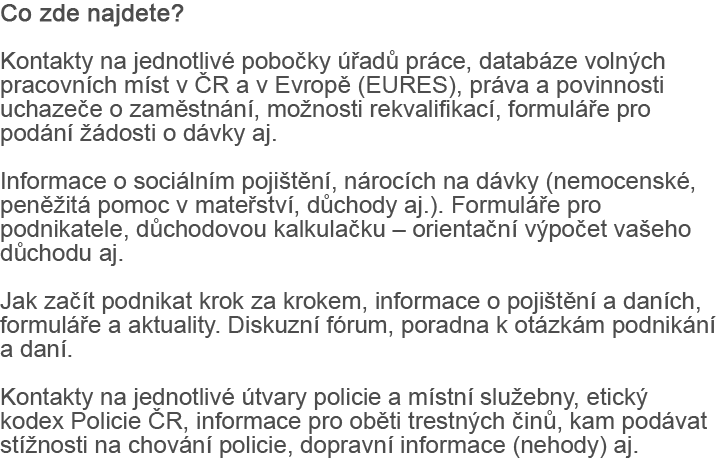 Co zde najdete?
Kontakty na jednotlivé pobočky úřadů práce, databáze volných
pracovních míst v ČR a v Evropě (EURES), práva a povinnosti
uchazeče o zaměstnání, možnosti rekvalifikací, formuláře pro
podání žádosti o dávky aj.
Informace o sociálním pojištění, nárocích na dávky (nemocenské,
peněžitá pomoc v mateřství, důchody aj.). Formuláře pro
podnikatele, důchodovou kalkulačku – orientační výpočet vašeho
důchodu aj.
Jak začít podnikat krok za krokem, informace o pojištění a daních,
formuláře a aktuality. Diskuzní fórum, poradna k otázkám podnikání
a daní.
Kontakty na jednotlivé útvary policie a místní služebny, etický
kodex Policie ČR, informace pro oběti trestných činů, kam podávat
stížnosti na chování policie, dopravní informace (nehody) aj.